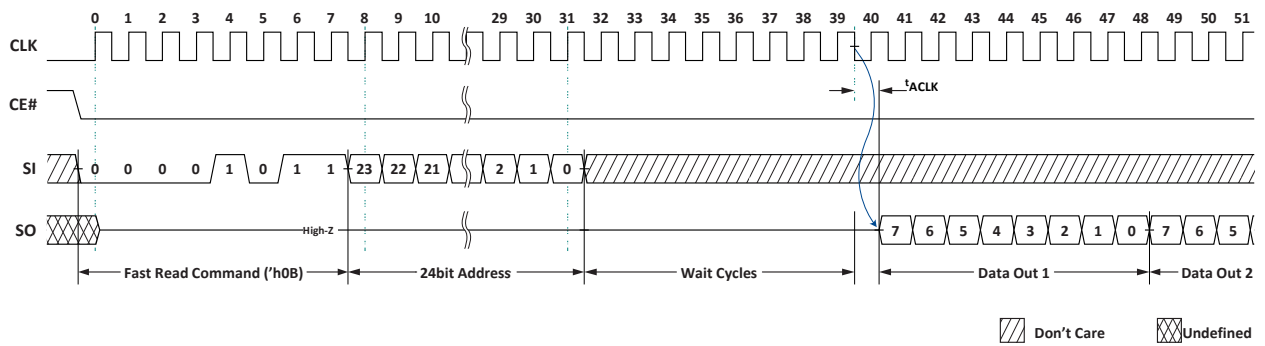 0 1 2 3 4 5 6 7 23 8 9 10 29 30 31 32 33 34 35 36 37 38 39 40 41 42 43 44 45 46 47 48 49 50 51
CLK
CE#
tACLK
SI 0 0 0 0 1 0 1 1 23 22 21 2 1 0
SO High-Z 7 6 5 4 3 2 1 0 7 6 5
Fast Read Command ('h0B) 24bit Address Wait Cycles Data Out 1 Data Out 2
Don't Care Undefined